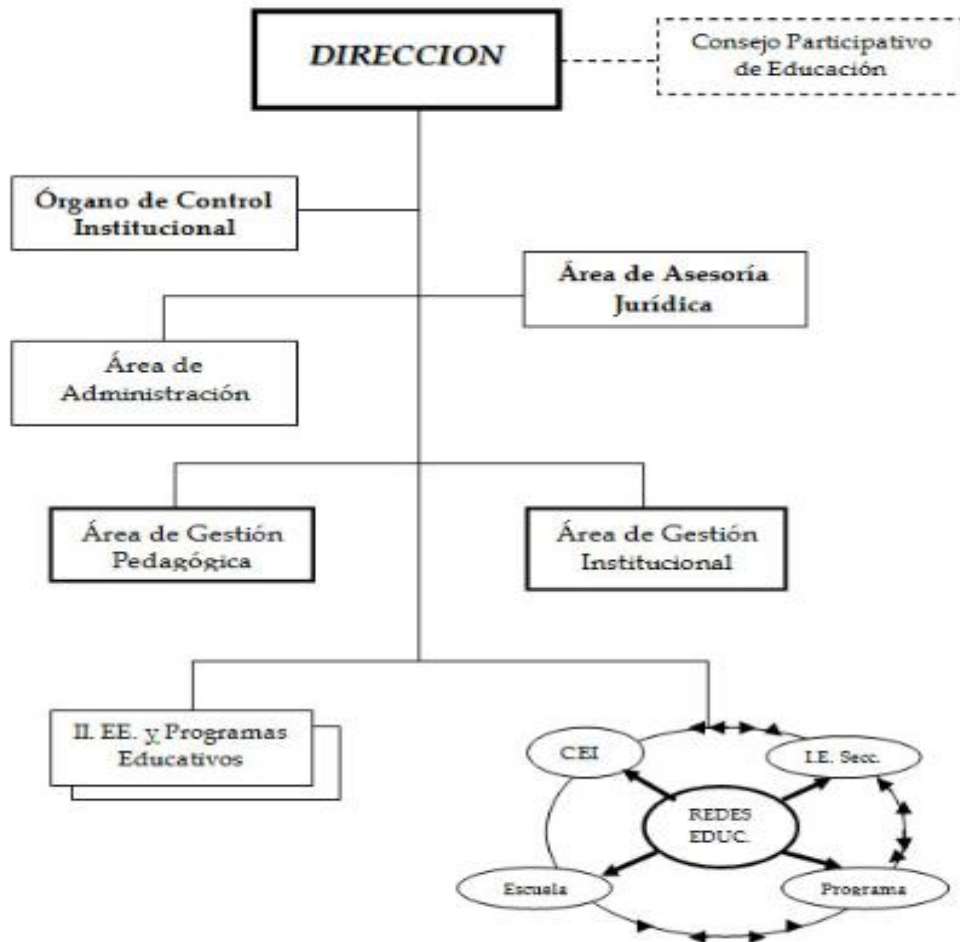 DIRECCION
Consejo Participativo
de Educación
Órgano de Control
Institucional
Área de Asesoría
Jurídica
Área de
Administración
Área de Gestión
Pedagógica
Área de Gestión
Institucional
II. EE. y Programas
Educativos
CEI
I.E. Secc.
REDES
EDUC.
Escuela
Programa